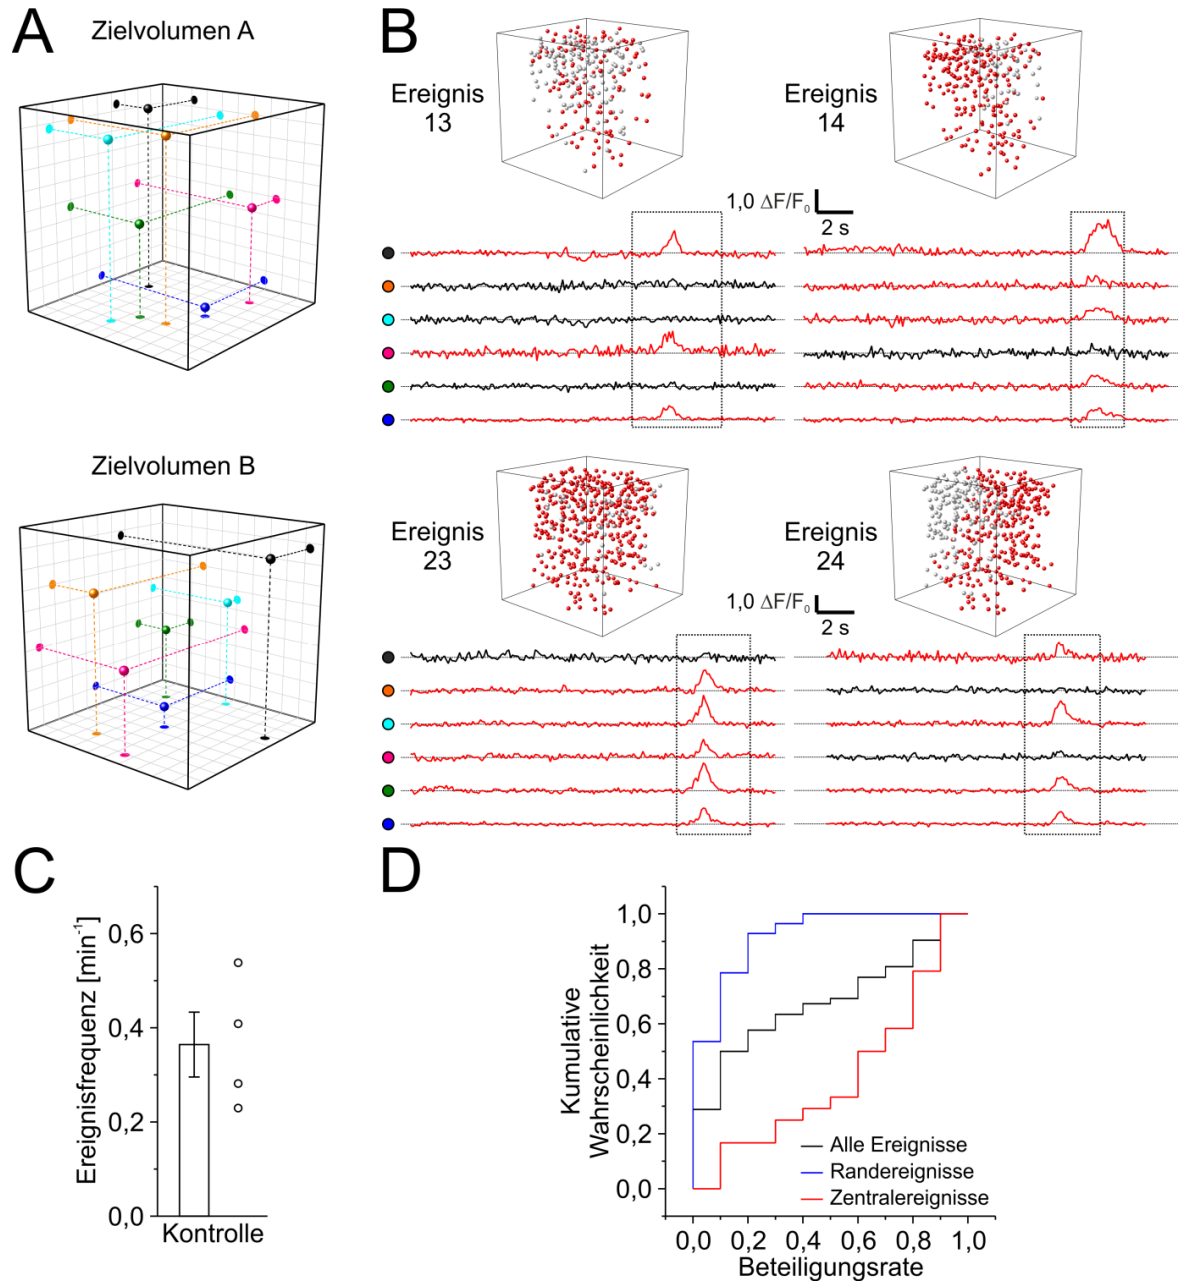 A
Zielvolumen A
B
Ereignis
13
Ereignis
14
1,0 ΔF/F₀
2 s
Zielvolumen B
Ereignis
23
Ereignis
24
1,0 ΔF/F₀
2 s
C
Ereignisfrequenz [min⁻¹]
0,6
0,4
0,2
0,0
Kontrolle
D
Kumulative
Wahrscheinlichkeit
1,0
0,8
0,6
0,4
0,2
0,0
Alle Ereignisse
Randereignisse
Zentralereignisse
0,0 0,2 0,4 0,6 0,8 1,0
Beteiligungsrate